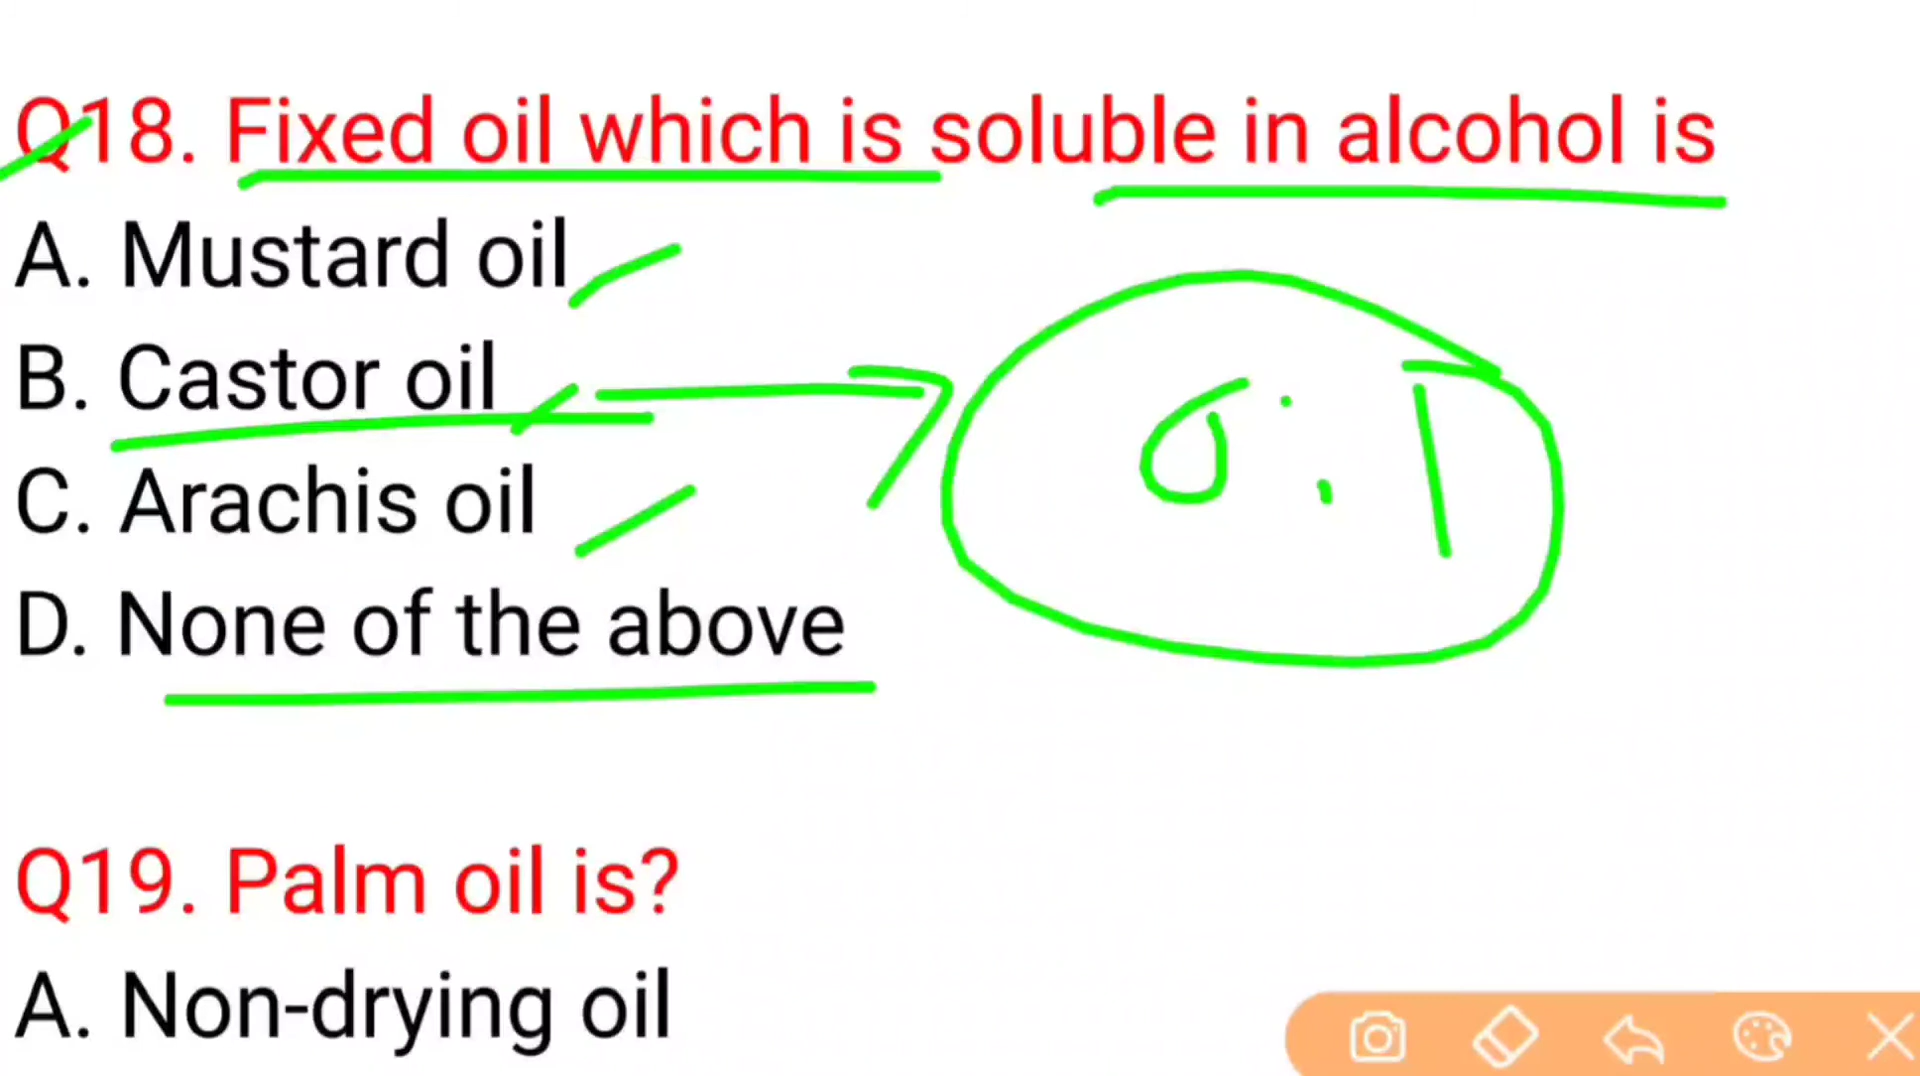 Q18. Fixed oil which is soluble in alcohol is
A. Mustard oil
B. Castor oil
C. Arachis oil
D. None of the above
Q19. Palm oil is?
A. Non-drying oil